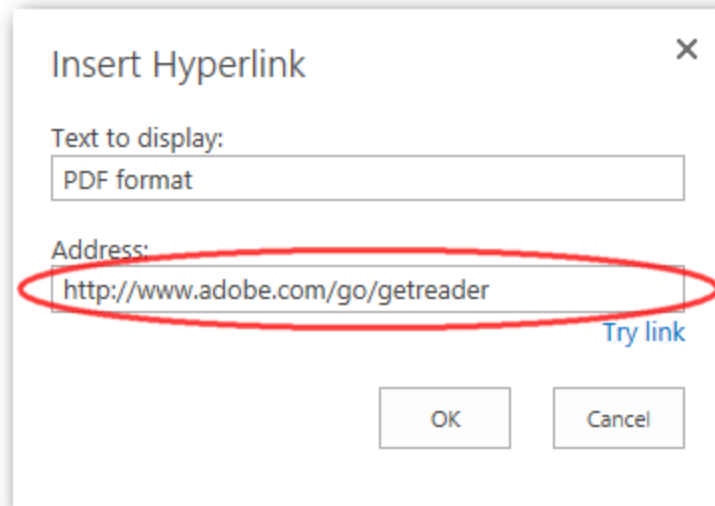 Insert Hyperlink
Text to display:
PDF format
Address:
http://www.adobe.com/go/getreader
Try link
OK
Cancel